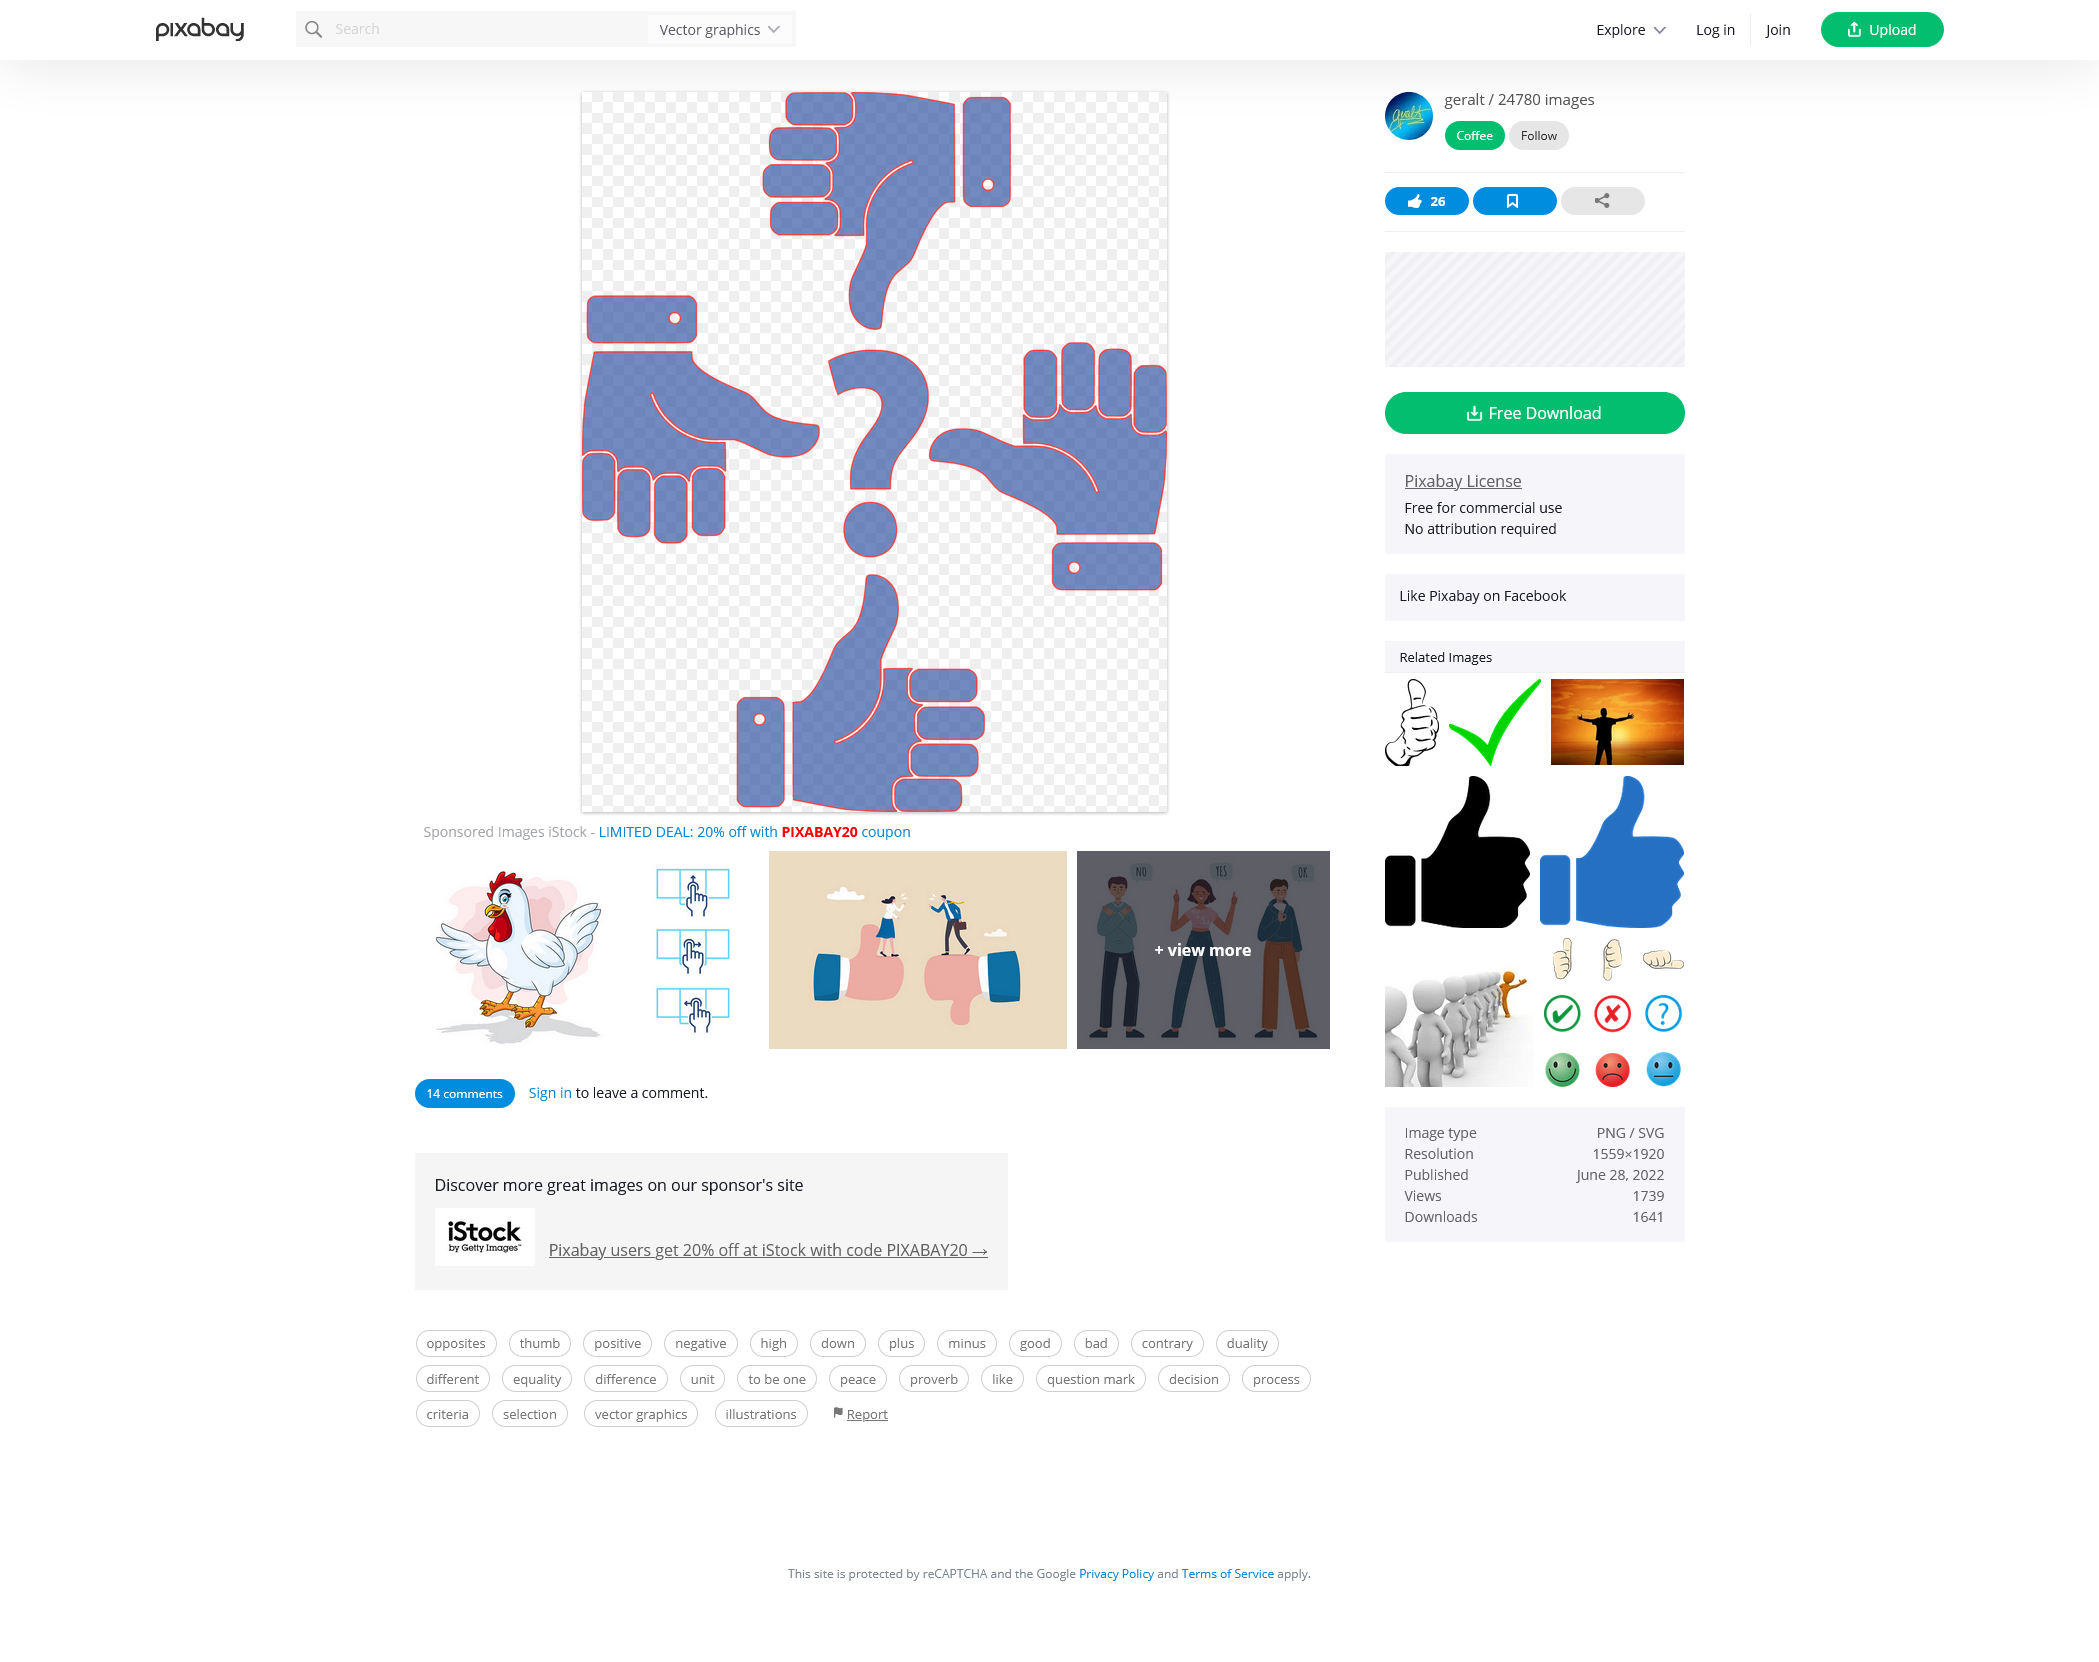 pixabay
Search
Vector graphics
Explore
Log in
Join
Upload
geralt / 24780 images
Coffee
Follow
26
Free Download
Pixabay License
Free for commercial use
No attribution required
Like Pixabay on Facebook
Related Images
Sponsored Images iStock - LIMITED DEAL: 20% off with PIXABAY20 coupon
NO
YES
OK
+ view more
14 comments
Sign in to leave a comment.
Discover more great images on our sponsor's site
iStock
by Getty Images™
Pixabay users get 20% off at iStock with code PIXABAY20 →
Image type PNG / SVG
Resolution 1559×1920
Published June 28, 2022
Views 1739
Downloads 1641
opposites thumb positive negative high down plus minus good bad contrary duality
different equality difference unit to be one peace proverb like question mark decision process
criteria selection vector graphics illustrations Report
This site is protected by reCAPTCHA and the Google Privacy Policy and Terms of Service apply.